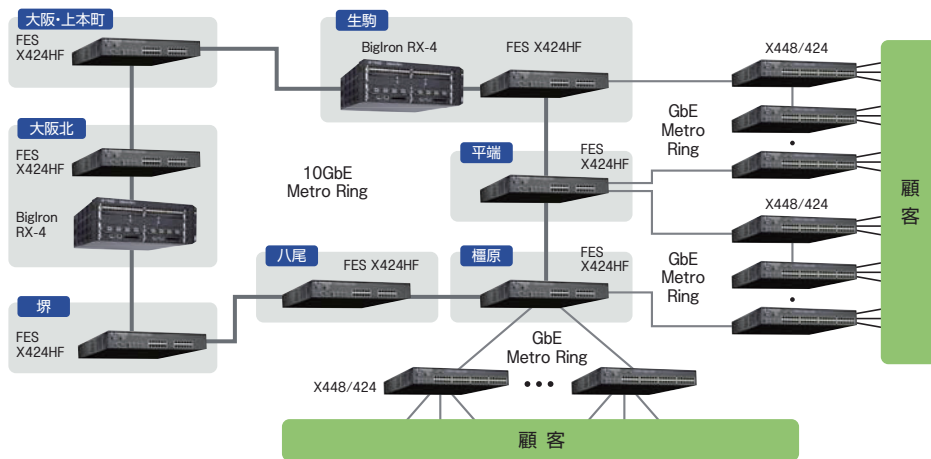 大阪・上本町
FES
X424HF
生駒
BigIron RX-4
FES X424HF
X448/424
GbE
Metro
Ring
大阪北
FES
X424HF
BigIron
RX-4
10GbE
Metro Ring
平端
FES
X424HF
X448/424
顧客
八尾
FES X424HF
橿原
FES
X424HF
GbE
Metro
Ring
堺
FES
X424HF
GbE
Metro Ring
X448/424
顧客